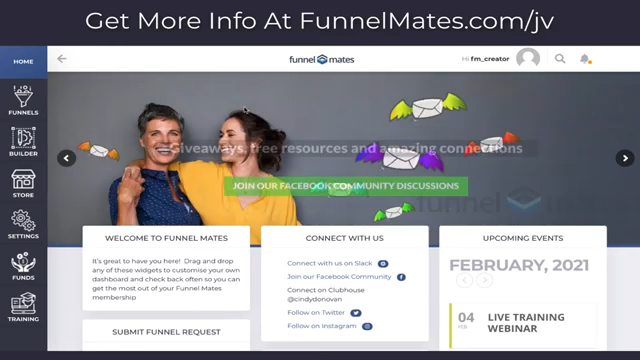 Get More Info At FunnelMates.com/jv
HOME
funnel mates
Hi fm_creator
FUNNELS
BUILDER
STORE
SETTINGS
FUNDS
TRAINING
Giveaways, free resources and amazing connections
JOIN OUR FACEBOOK COMMUNITY DISCUSSIONS
funnel mates
WELCOME TO FUNNEL MATES
It's great to have you here! Drag and drop
any of these widgets to customise your own
dashboard and check back often so you can
get the most out of your Funnel Mates
membership
SUBMIT FUNNEL REQUEST
CONNECT WITH US
Connect with us on Slack
Join our Facebook Community
Connect on Clubhouse
@cindydonovan
Follow on Twitter
Follow on Instagram
UPCOMING EVENTS
FEBRUARY, 2021
04
FEB
LIVE TRAINING
WEBINAR